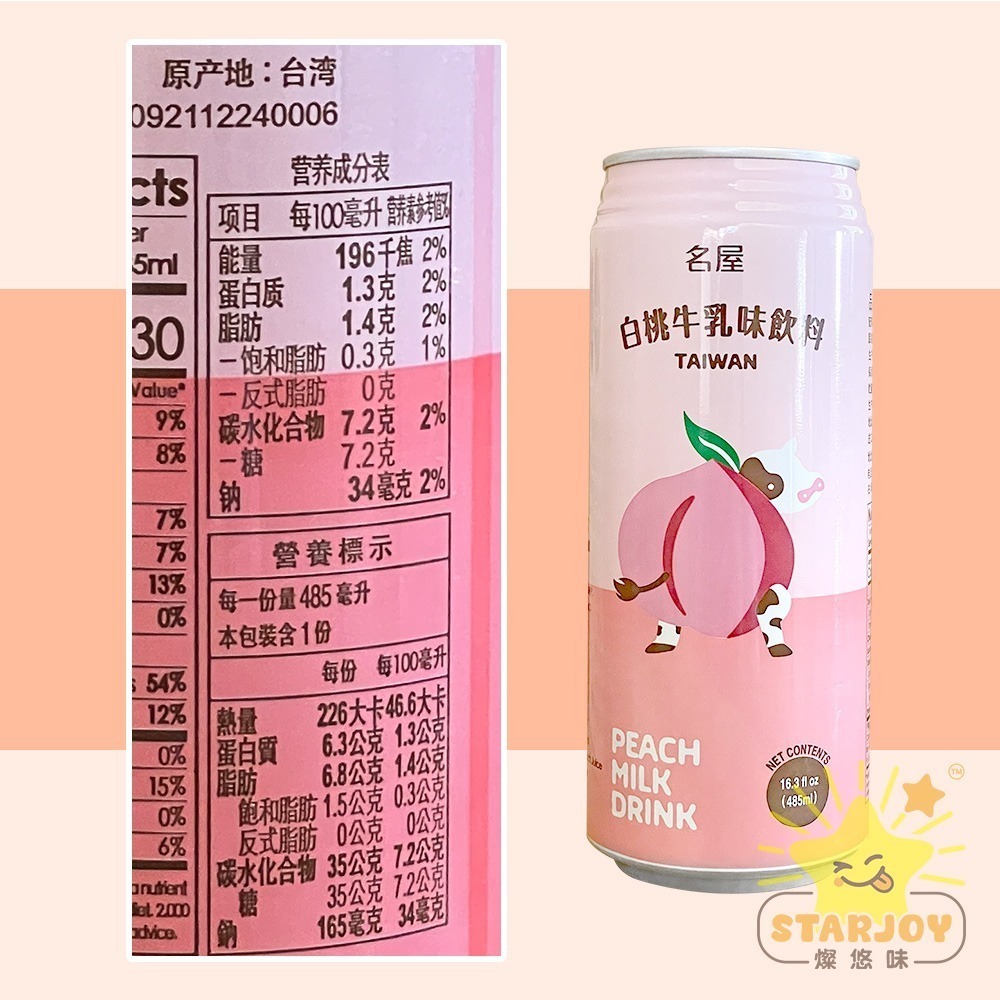 原产地：台湾
092112240006
cts
er
5ml
30
Value*
9%
8%
7%
7%
13%
0%
54%
12%
0%
15%
0%
6%
a nutrient
diet. 2,000
advice.
营养成分表
项目 每100毫升 营养素参考值%
能量 196千焦 2%
蛋白质 1.3克 2%
脂肪 1.4克 2%
－饱和脂肪 0.3克 1%
－反式脂肪 0克
碳水化合物 7.2克 2%
－糖 7.2克
钠 34毫克 2%
營養標示
每一份量 485 毫升
本包裝含 1 份
每份 每100毫升
熱量 226大卡 46.6大卡
蛋白質 6.3公克 1.3公克
脂肪 6.8公克 1.4公克
飽和脂肪 1.5公克 0.3公克
反式脂肪 0公克 0公克
碳水化合物 35公克 7.2公克
糖 35公克 7.2公克
鈉 165毫克 34毫克
名屋
白桃牛乳味飲料
TAIWAN
PEACH
MILK
DRINK
NET CONTENTS
16.3 fl oz
(485ml)
TM
STARJOY
燦悠味